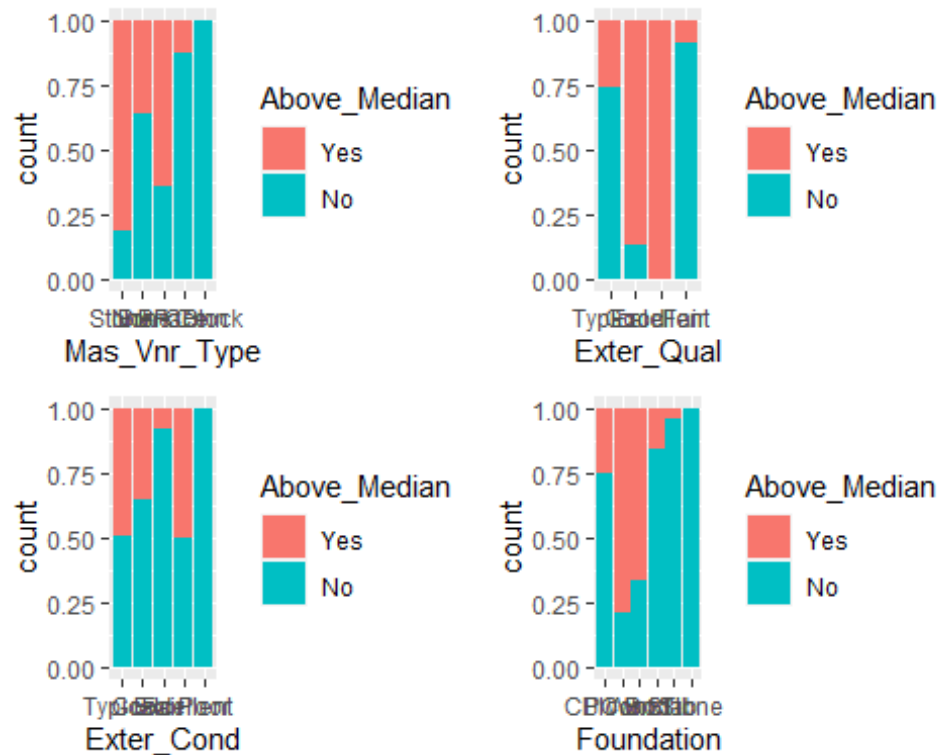 1.00
0.75
0.50
0.25
0.00
count
Mas_Vnr_Type
Above_Median
Yes
No
1.00
0.75
0.50
0.25
0.00
count
Exter_Qual
Above_Median
Yes
No
1.00
0.75
0.50
0.25
0.00
count
Exter_Cond
Above_Median
Yes
No
1.00
0.75
0.50
0.25
0.00
count
Foundation
Above_Median
Yes
No